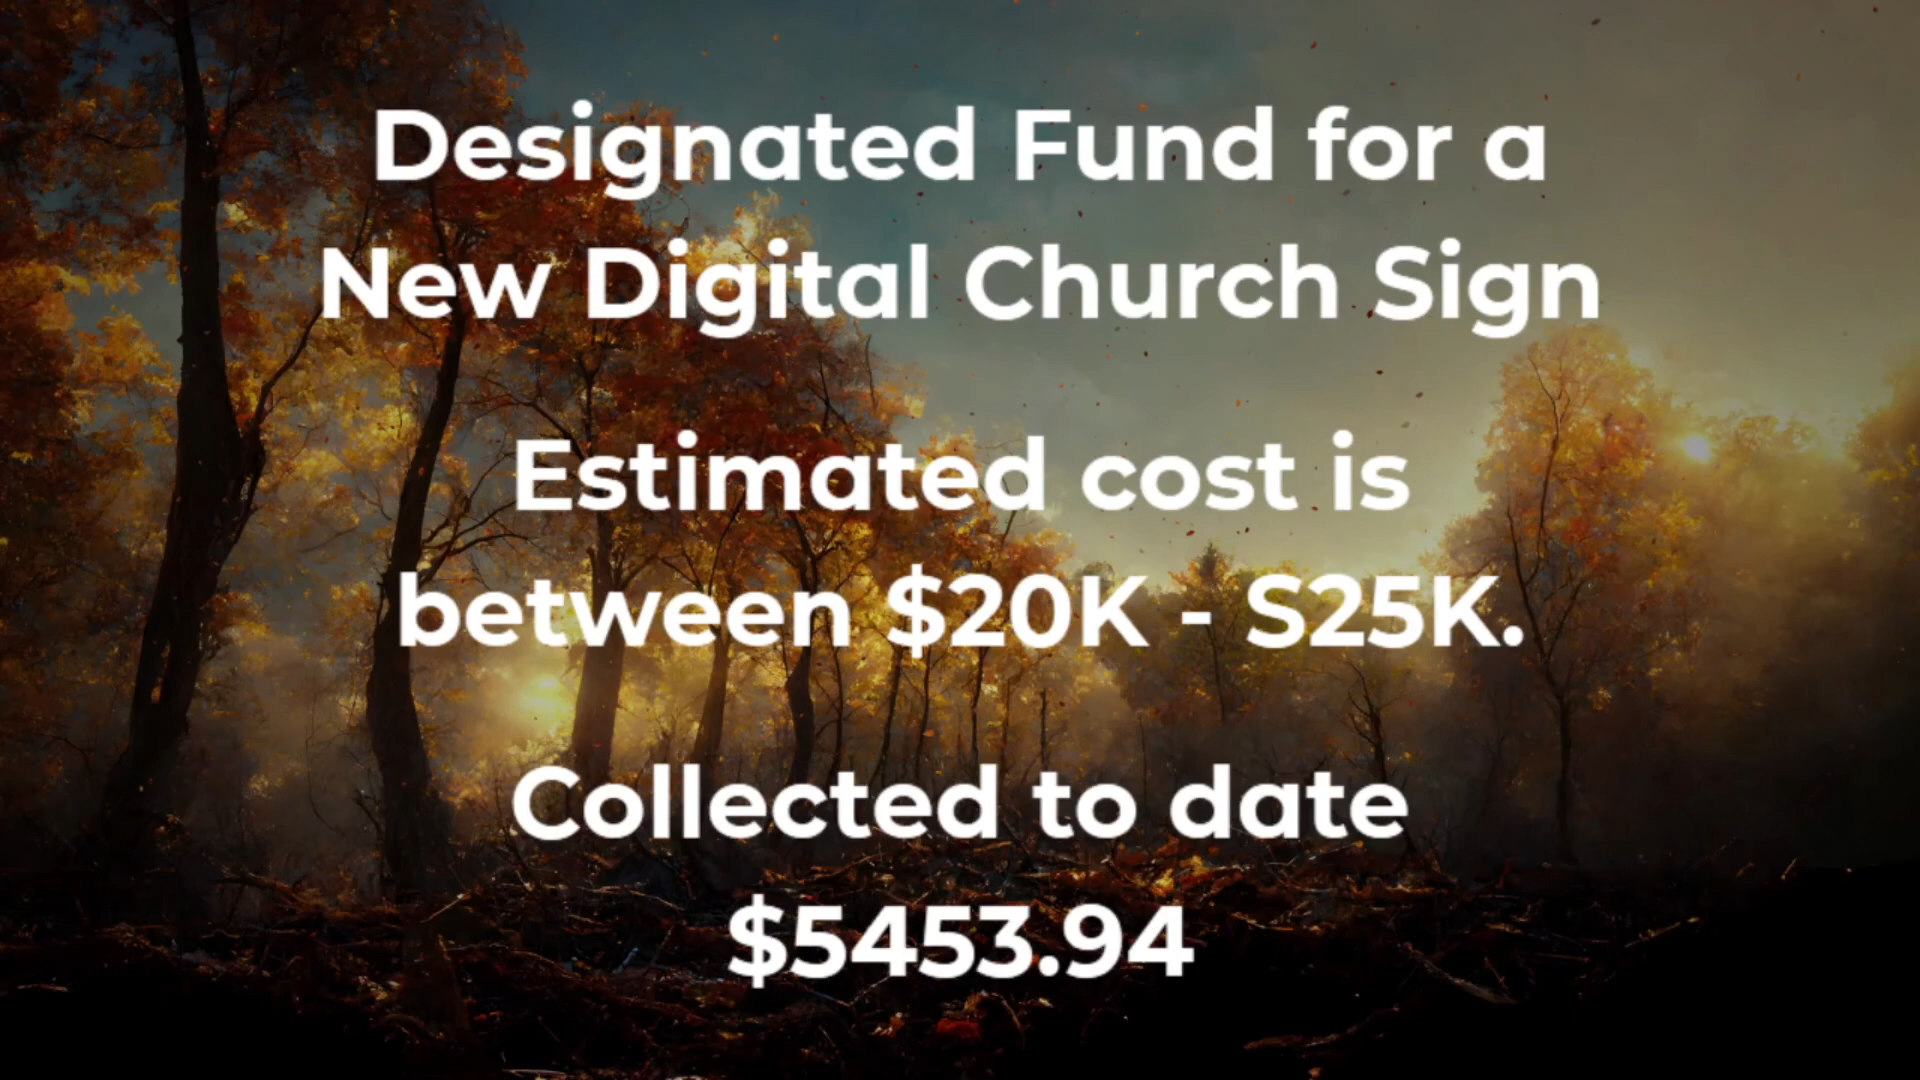 Designated Fund for a
New Digital Church Sign
Estimated cost is
between $20K - S25K.
Collected to date
$5453.94